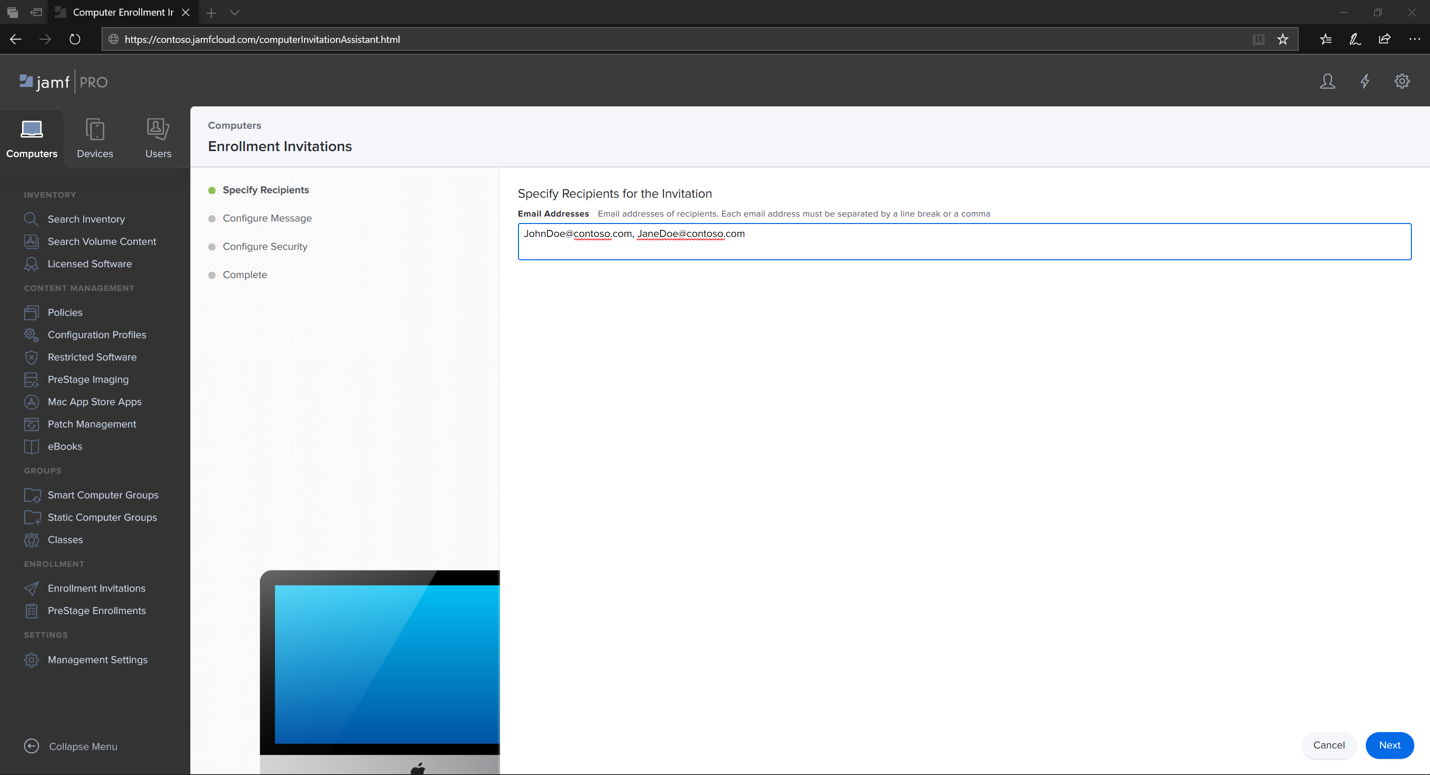 Computer Enrollment Ir
https://contoso.jamfcloud.com/computerInvitationAssistant.html
jamf PRO
Computers
Devices
Users
INVENTORY
Search Inventory
Search Volume Content
Licensed Software
CONTENT MANAGEMENT
Policies
Configuration Profiles
Restricted Software
PreStage Imaging
Mac App Store Apps
Patch Management
eBooks
GROUPS
Smart Computer Groups
Static Computer Groups
Classes
ENROLLMENT
Enrollment Invitations
PreStage Enrollments
SETTINGS
Management Settings
Collapse Menu
Computers
Enrollment Invitations
Specify Recipients
Configure Message
Configure Security
Complete
Specify Recipients for the Invitation
Email Addresses Email addresses of recipients. Each email address must be separated by a line break or a comma
JohnDoe@contoso.com, JaneDoe@contoso.com
Cancel
Next